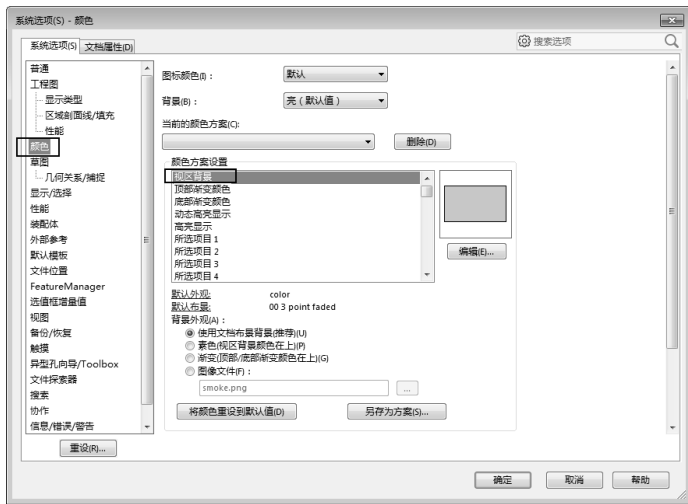 系统选项(S) - 颜色
系统选项(S) 文档属性(D)
搜索选项
普通
工程图
显示类型
区域剖面线/填充
性能
颜色
草图
几何关系/捕捉
显示/选择
性能
装配体
外部参考
默认模板
文件位置
FeatureManager
选值框增量值
视图
备份/恢复
触摸
异型孔向导/Toolbox
文件探索器
搜索
协作
信息/错误/警告
重设(R)...
图标颜色(I)： 默认
背景(B)： 亮（默认值）
当前的颜色方案(C):
删除(D)
颜色方案设置
视区背景
顶部渐变颜色
底部渐变颜色
动态高亮显示
高亮显示
所选项目 1
所选项目 2
所选项目 3
所选项目 4
编辑(E)...
默认外观: color
默认布景: 00 3 point faded
背景外观(A)：
使用文档布景背景(推荐)(U)
素色(视区背景颜色在上)(P)
渐变(顶部/底部渐变颜色在上)(G)
图像文件(F)：
smoke.png ...
将颜色重设到默认值(D) 另存为方案(S)...
确定 取消 帮助